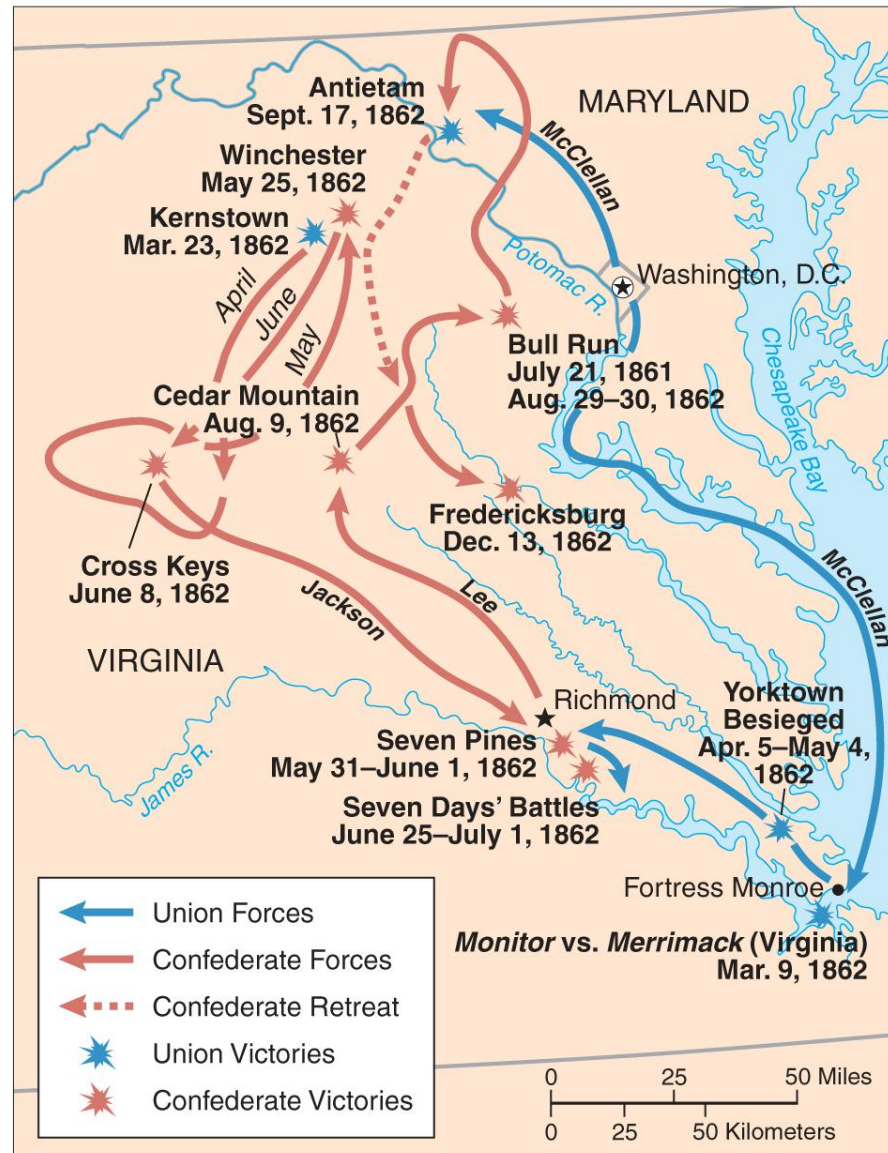 Antietam
Sept. 17, 1862
MARYLAND
McClellan
Winchester
May 25, 1862
Kernstown
Mar. 23, 1862
Potomac R.
Washington, D.C.
April
June
May
Bull Run
July 21, 1861
Aug. 29–30, 1862
Chesapeake Bay
Cedar Mountain
Aug. 9, 1862
Fredericksburg
Dec. 13, 1862
Cross Keys
June 8, 1862
Jackson
Lee
McClellan
VIRGINIA
Richmond
Yorktown
Besieged
Apr. 5–May 4,
1862
James R.
Seven Pines
May 31–June 1, 1862
Seven Days' Battles
June 25–July 1, 1862
Fortress Monroe
Monitor vs. Merrimack (Virginia)
Mar. 9, 1862
Union Forces
Confederate Forces
Confederate Retreat
Union Victories
Confederate Victories
0 25 50 Miles
0 25 50 Kilometers